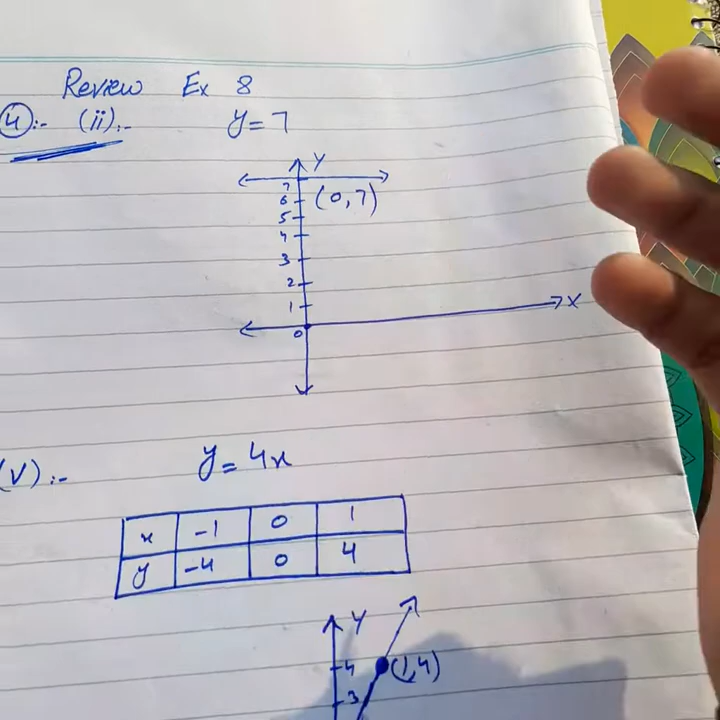 Review Ex 8
(4):- (ii):- y = 7
Y
7
(0,7)
6
5
4
3
2
1
X
0
(V):- y = 4x
x -1 0 1
y -4 0 4
Y
4 (1,4)
3